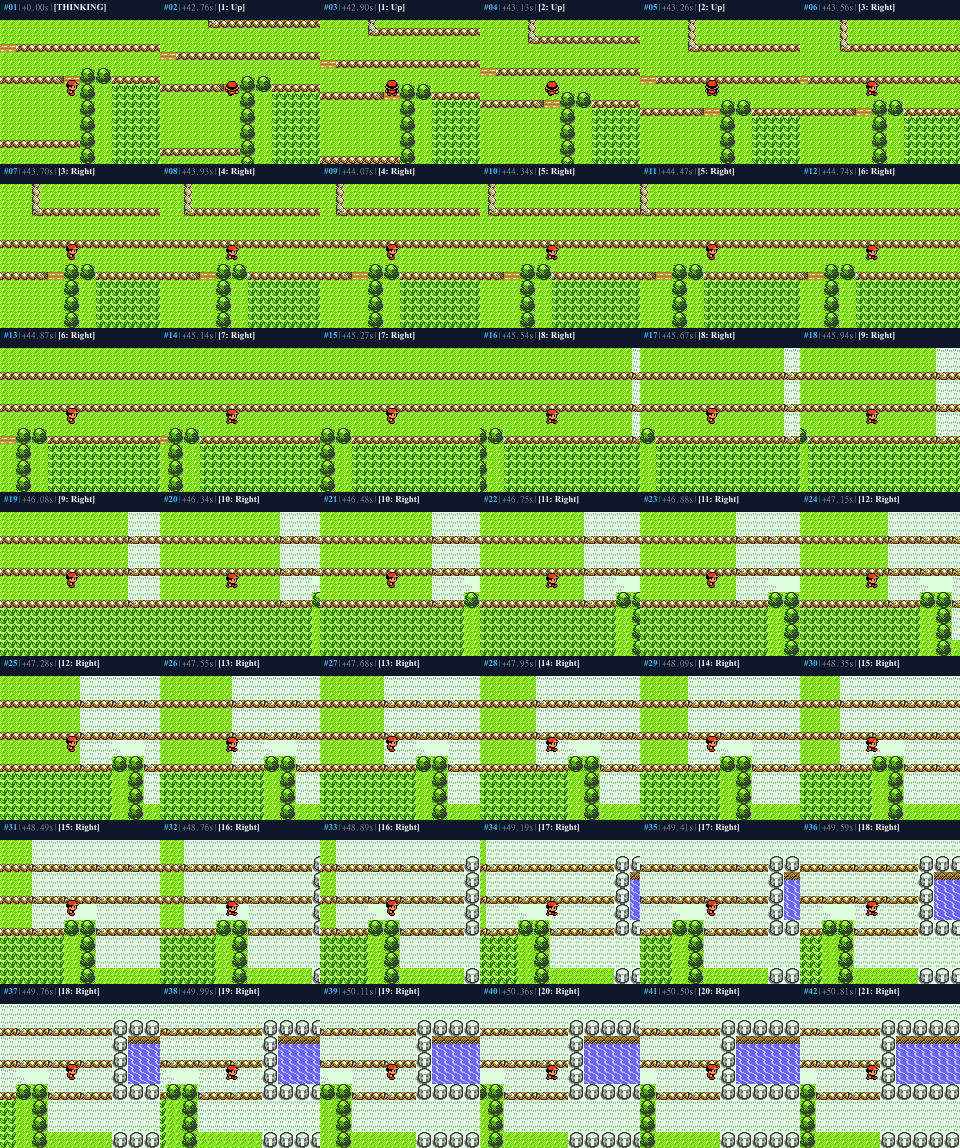 #01|+0.00s|[THINKING]
#02|+42.76s|[1: Up]
#03|+42.90s|[1: Up]
#04|+43.13s|[2: Up]
#05|+43.26s|[2: Up]
#06|+43.56s|[3: Right]
#07|+43.70s|[3: Right]
#08|+43.93s|[4: Right]
#09|+44.07s|[4: Right]
#10|+44.34s|[5: Right]
#11|+44.47s|[5: Right]
#12|+44.74s|[6: Right]
#13|+44.87s|[6: Right]
#14|+45.14s|[7: Right]
#15|+45.27s|[7: Right]
#16|+45.54s|[8: Right]
#17|+45.67s|[8: Right]
#18|+45.94s|[9: Right]
#19|+46.08s|[9: Right]
#20|+46.34s|[10: Right]
#21|+46.48s|[10: Right]
#22|+46.75s|[11: Right]
#23|+46.88s|[11: Right]
#24|+47.15s|[12: Right]
#25|+47.28s|[12: Right]
#26|+47.55s|[13: Right]
#27|+47.68s|[13: Right]
#28|+47.95s|[14: Right]
#29|+48.09s|[14: Right]
#30|+48.35s|[15: Right]
#31|+48.49s|[15: Right]
#32|+48.76s|[16: Right]
#33|+48.89s|[16: Right]
#34|+49.19s|[17: Right]
#35|+49.41s|[17: Right]
#36|+49.59s|[18: Right]
#37|+49.76s|[18: Right]
#38|+49.99s|[19: Right]
#39|+50.11s|[19: Right]
#40|+50.36s|[20: Right]
#41|+50.50s|[20: Right]
#42|+50.81s|[21: Right]